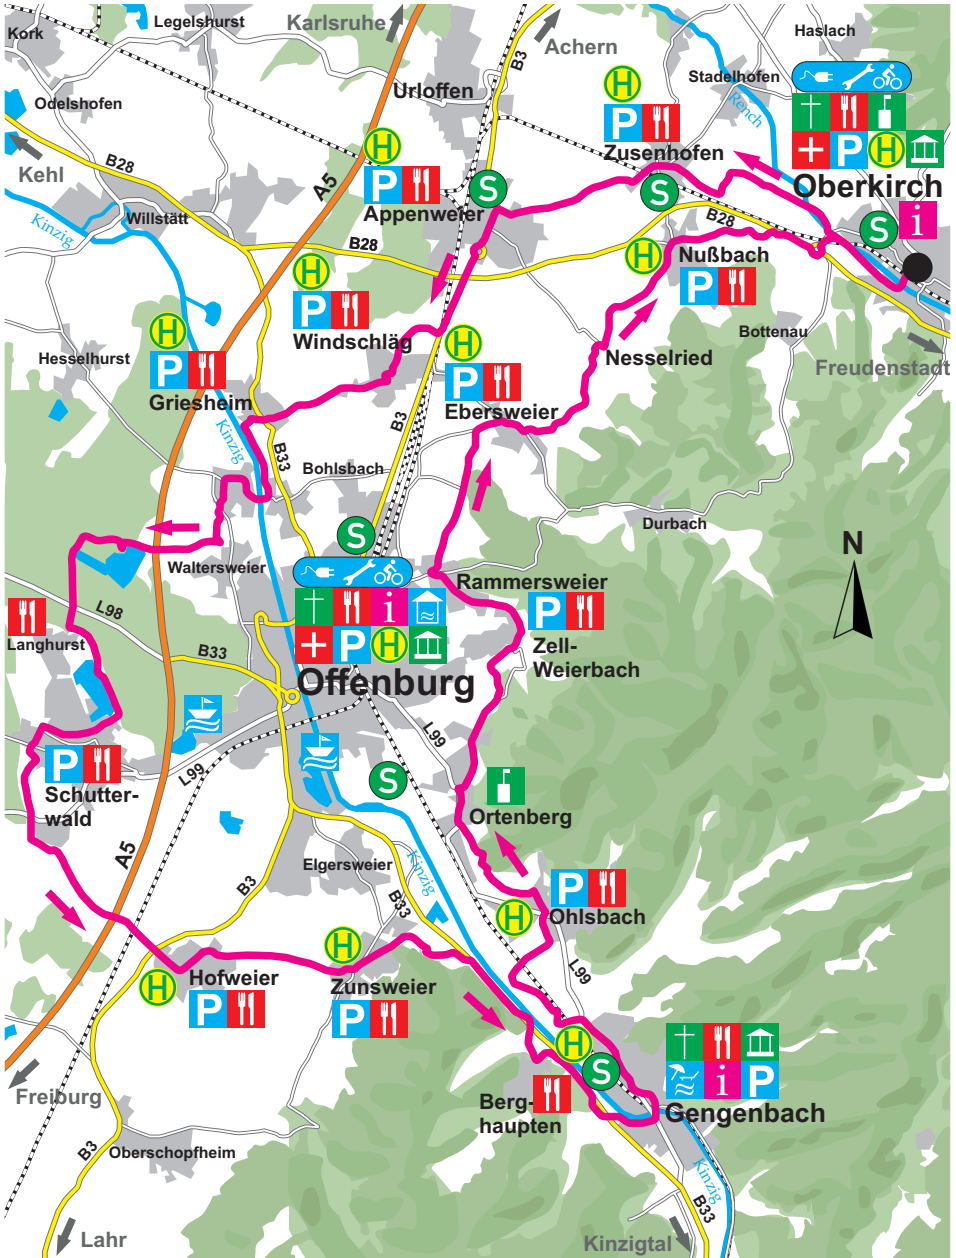 Kork
Legelshurst
Karlsruhe
Achern
Haslach
B3
Urloffen
Stadelhofen
Odelshofen
Rench
H
P
Zusenhofen
P
H
Oberkirch
S
i
Kehl
B28
A5
H
P
Appenweier
S
S
Kinzig
Willstätt
B28
B28
H
Nußbach
P
H
P
Windschläg
Bottenau
H
P
Griesheim
Hesselhurst
H
P
Ebersweier
Nesselried
Freudenstadt
Kinzig
B33
B3
Bohlsbach
Durbach
S
N
Waltersweier
Rammersweier
P
Zell-
Weierbach
L98
Langhurst
i
P
H
Offenburg
B33
L99
L99
P
Schutter-
wald
S
Ortenberg
A5
Elgersweier
Kinzig
B3
B33
P
Ohlsbach
H
H
L99
H
Hofweier
P
Zunsweier
P
H
S
i
P
Gengenbach
Berg-
haupten
Freiburg
B3
Oberschopfheim
Kinzig
B33
Lahr
Kinzigtal